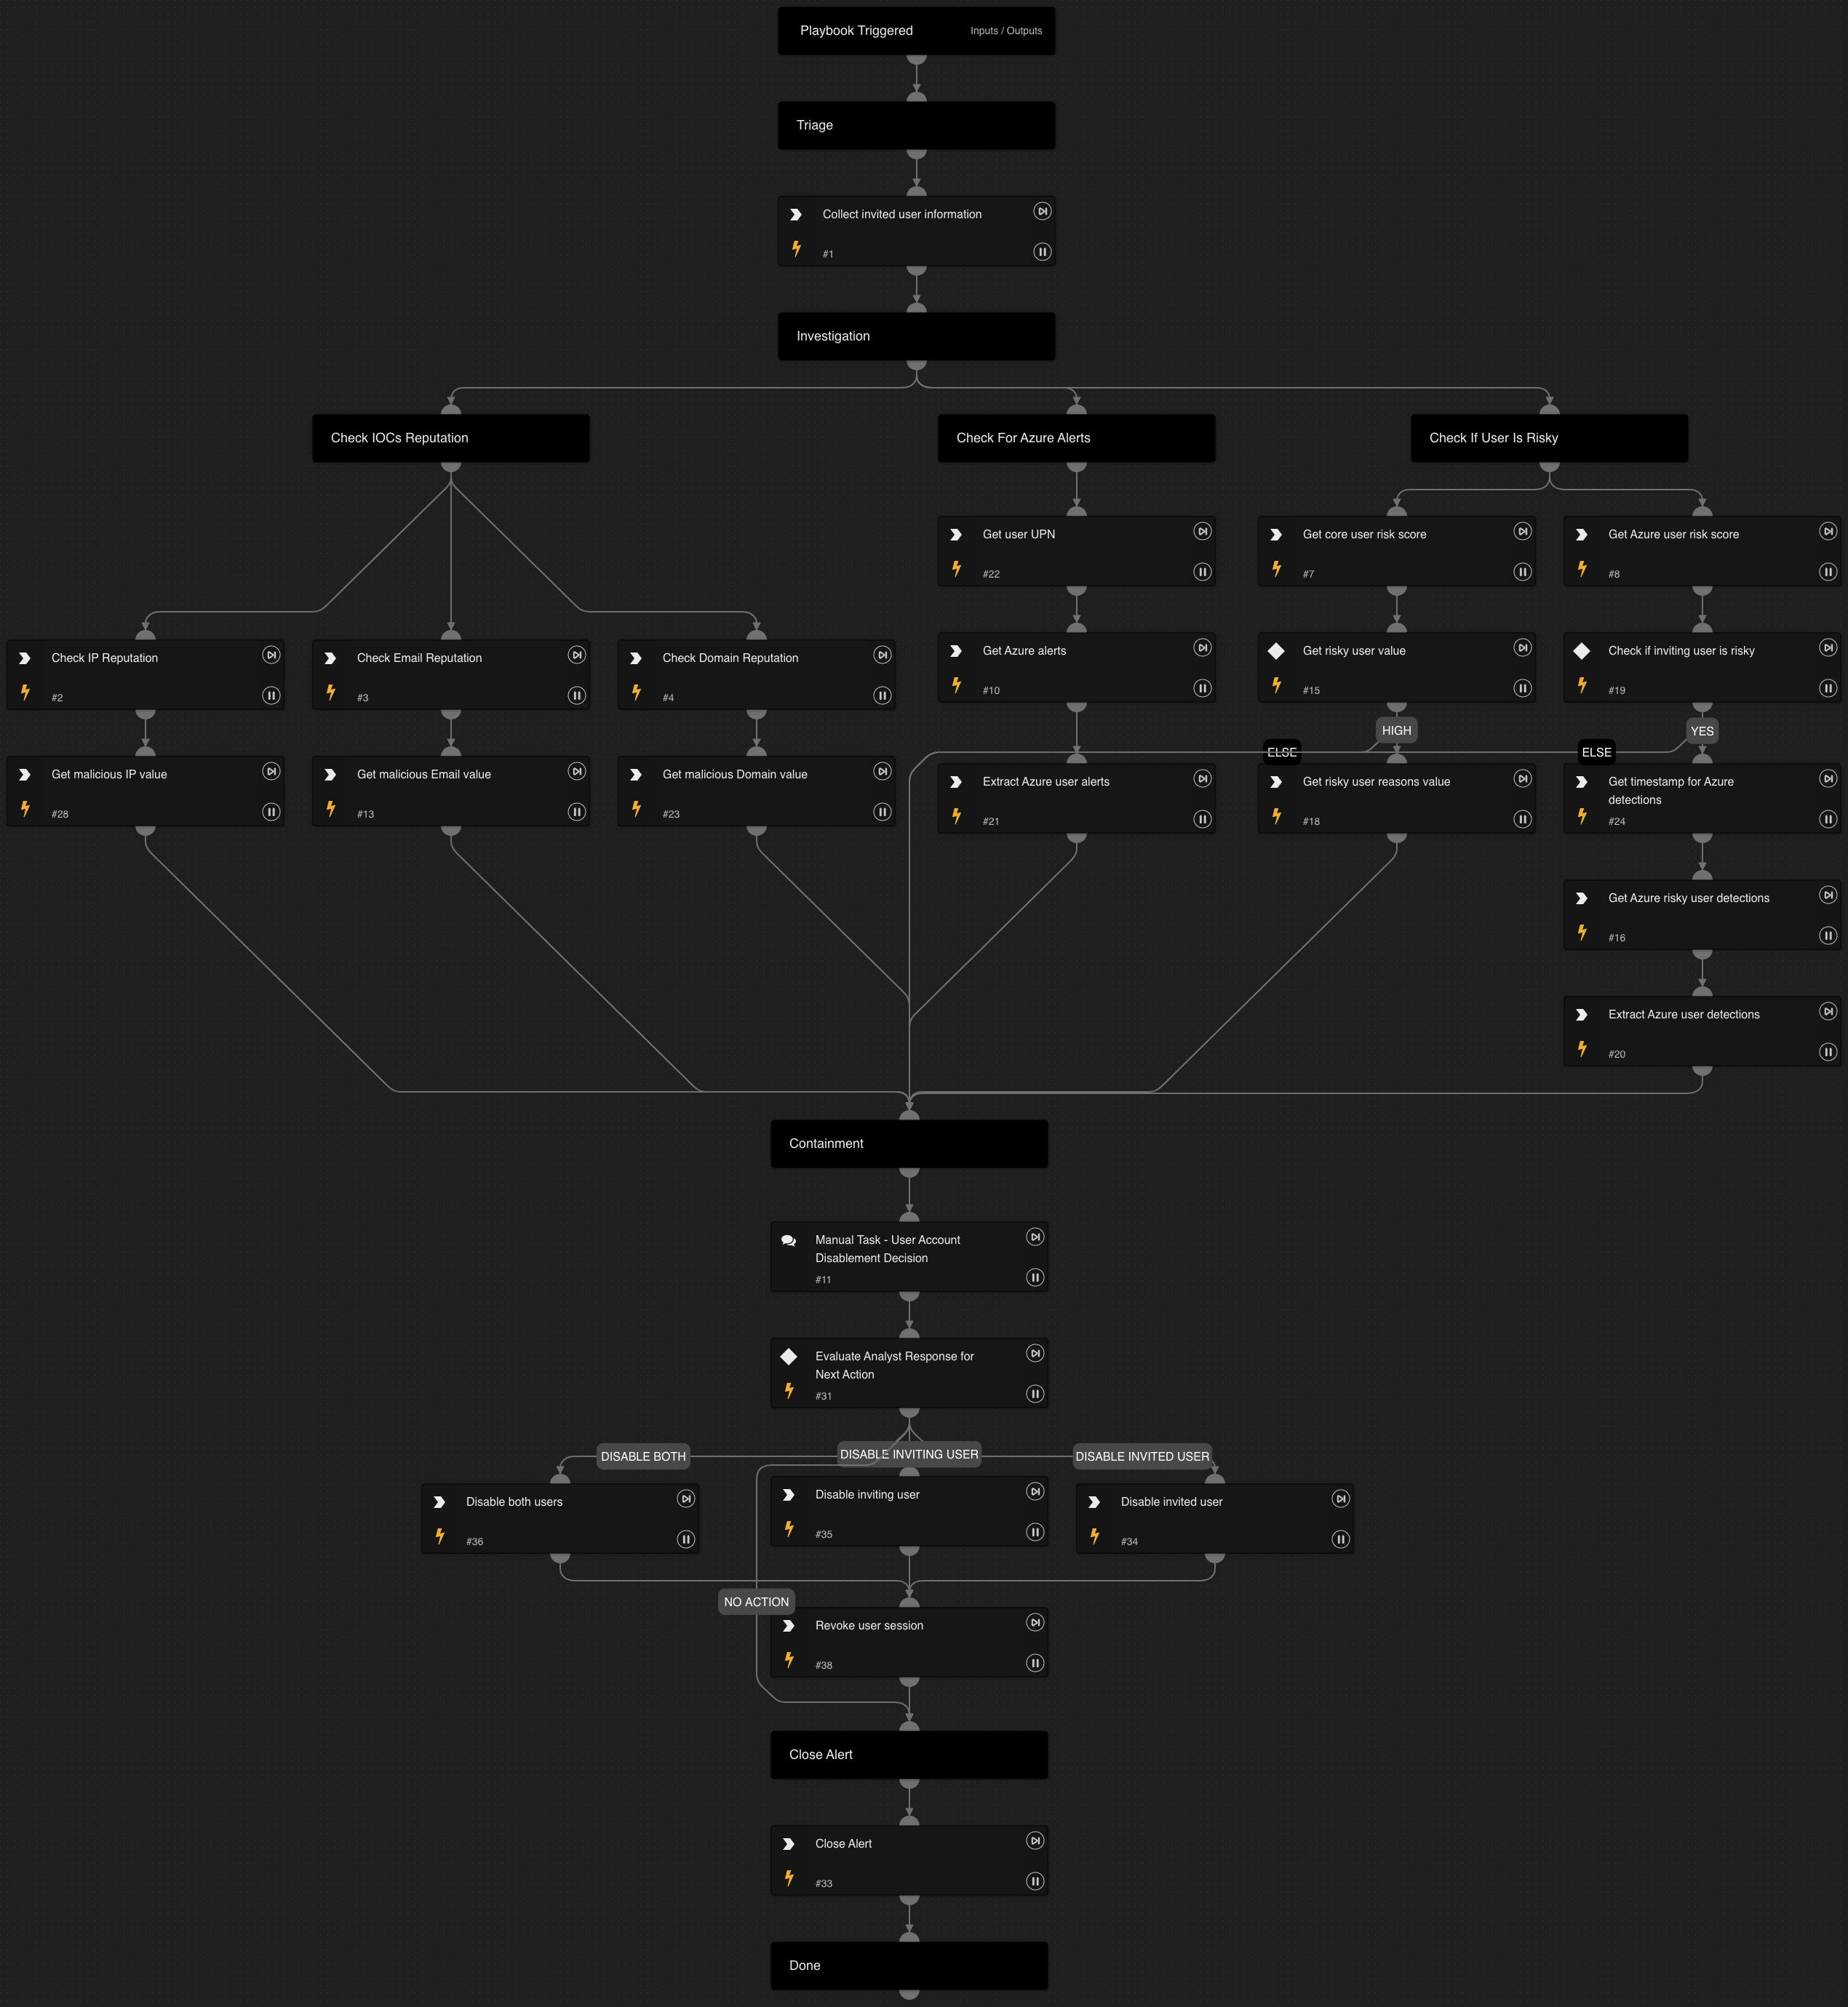 Playbook Triggered
Inputs / Outputs
Triage
Collect invited user information
#1
Investigation
Check IOCs Reputation
Check For Azure Alerts
Check If User Is Risky
Get user UPN
#22
Get core user risk score
#7
Get Azure user risk score
#8
Check IP Reputation
#2
Check Email Reputation
#3
Check Domain Reputation
#4
Get Azure alerts
#10
Get risky user value
#15
Check if inviting user is risky
#19
HIGH
YES
ELSE
ELSE
Get malicious IP value
#28
Get malicious Email value
#13
Get malicious Domain value
#23
Extract Azure user alerts
#21
Get risky user reasons value
#18
Get timestamp for Azure
detections
#24
Get Azure risky user detections
#16
Extract Azure user detections
#20
Containment
Manual Task - User Account
Disablement Decision
#11
Evaluate Analyst Response for
Next Action
#31
DISABLE BOTH
DISABLE INVITING USER
DISABLE INVITED USER
Disable both users
#36
Disable inviting user
#35
Disable invited user
#34
NO ACTION
Revoke user session
#38
Close Alert
Close Alert
#33
Done